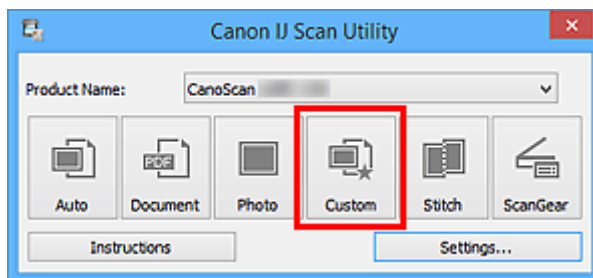 Canon IJ Scan Utility
Product Name: CanoScan
PDF
Auto Document Photo Custom Stitch ScanGear
Instructions Settings...